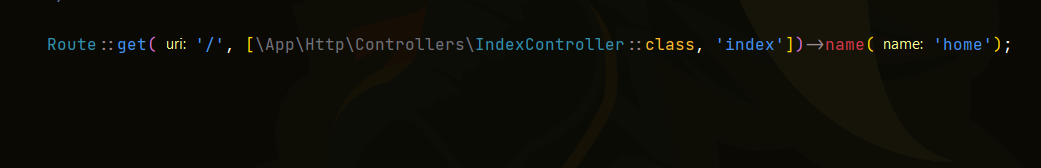 Route::get( uri: '/', [\App\Http\Controllers\IndexController::class, 'index'])->name( name: 'home');